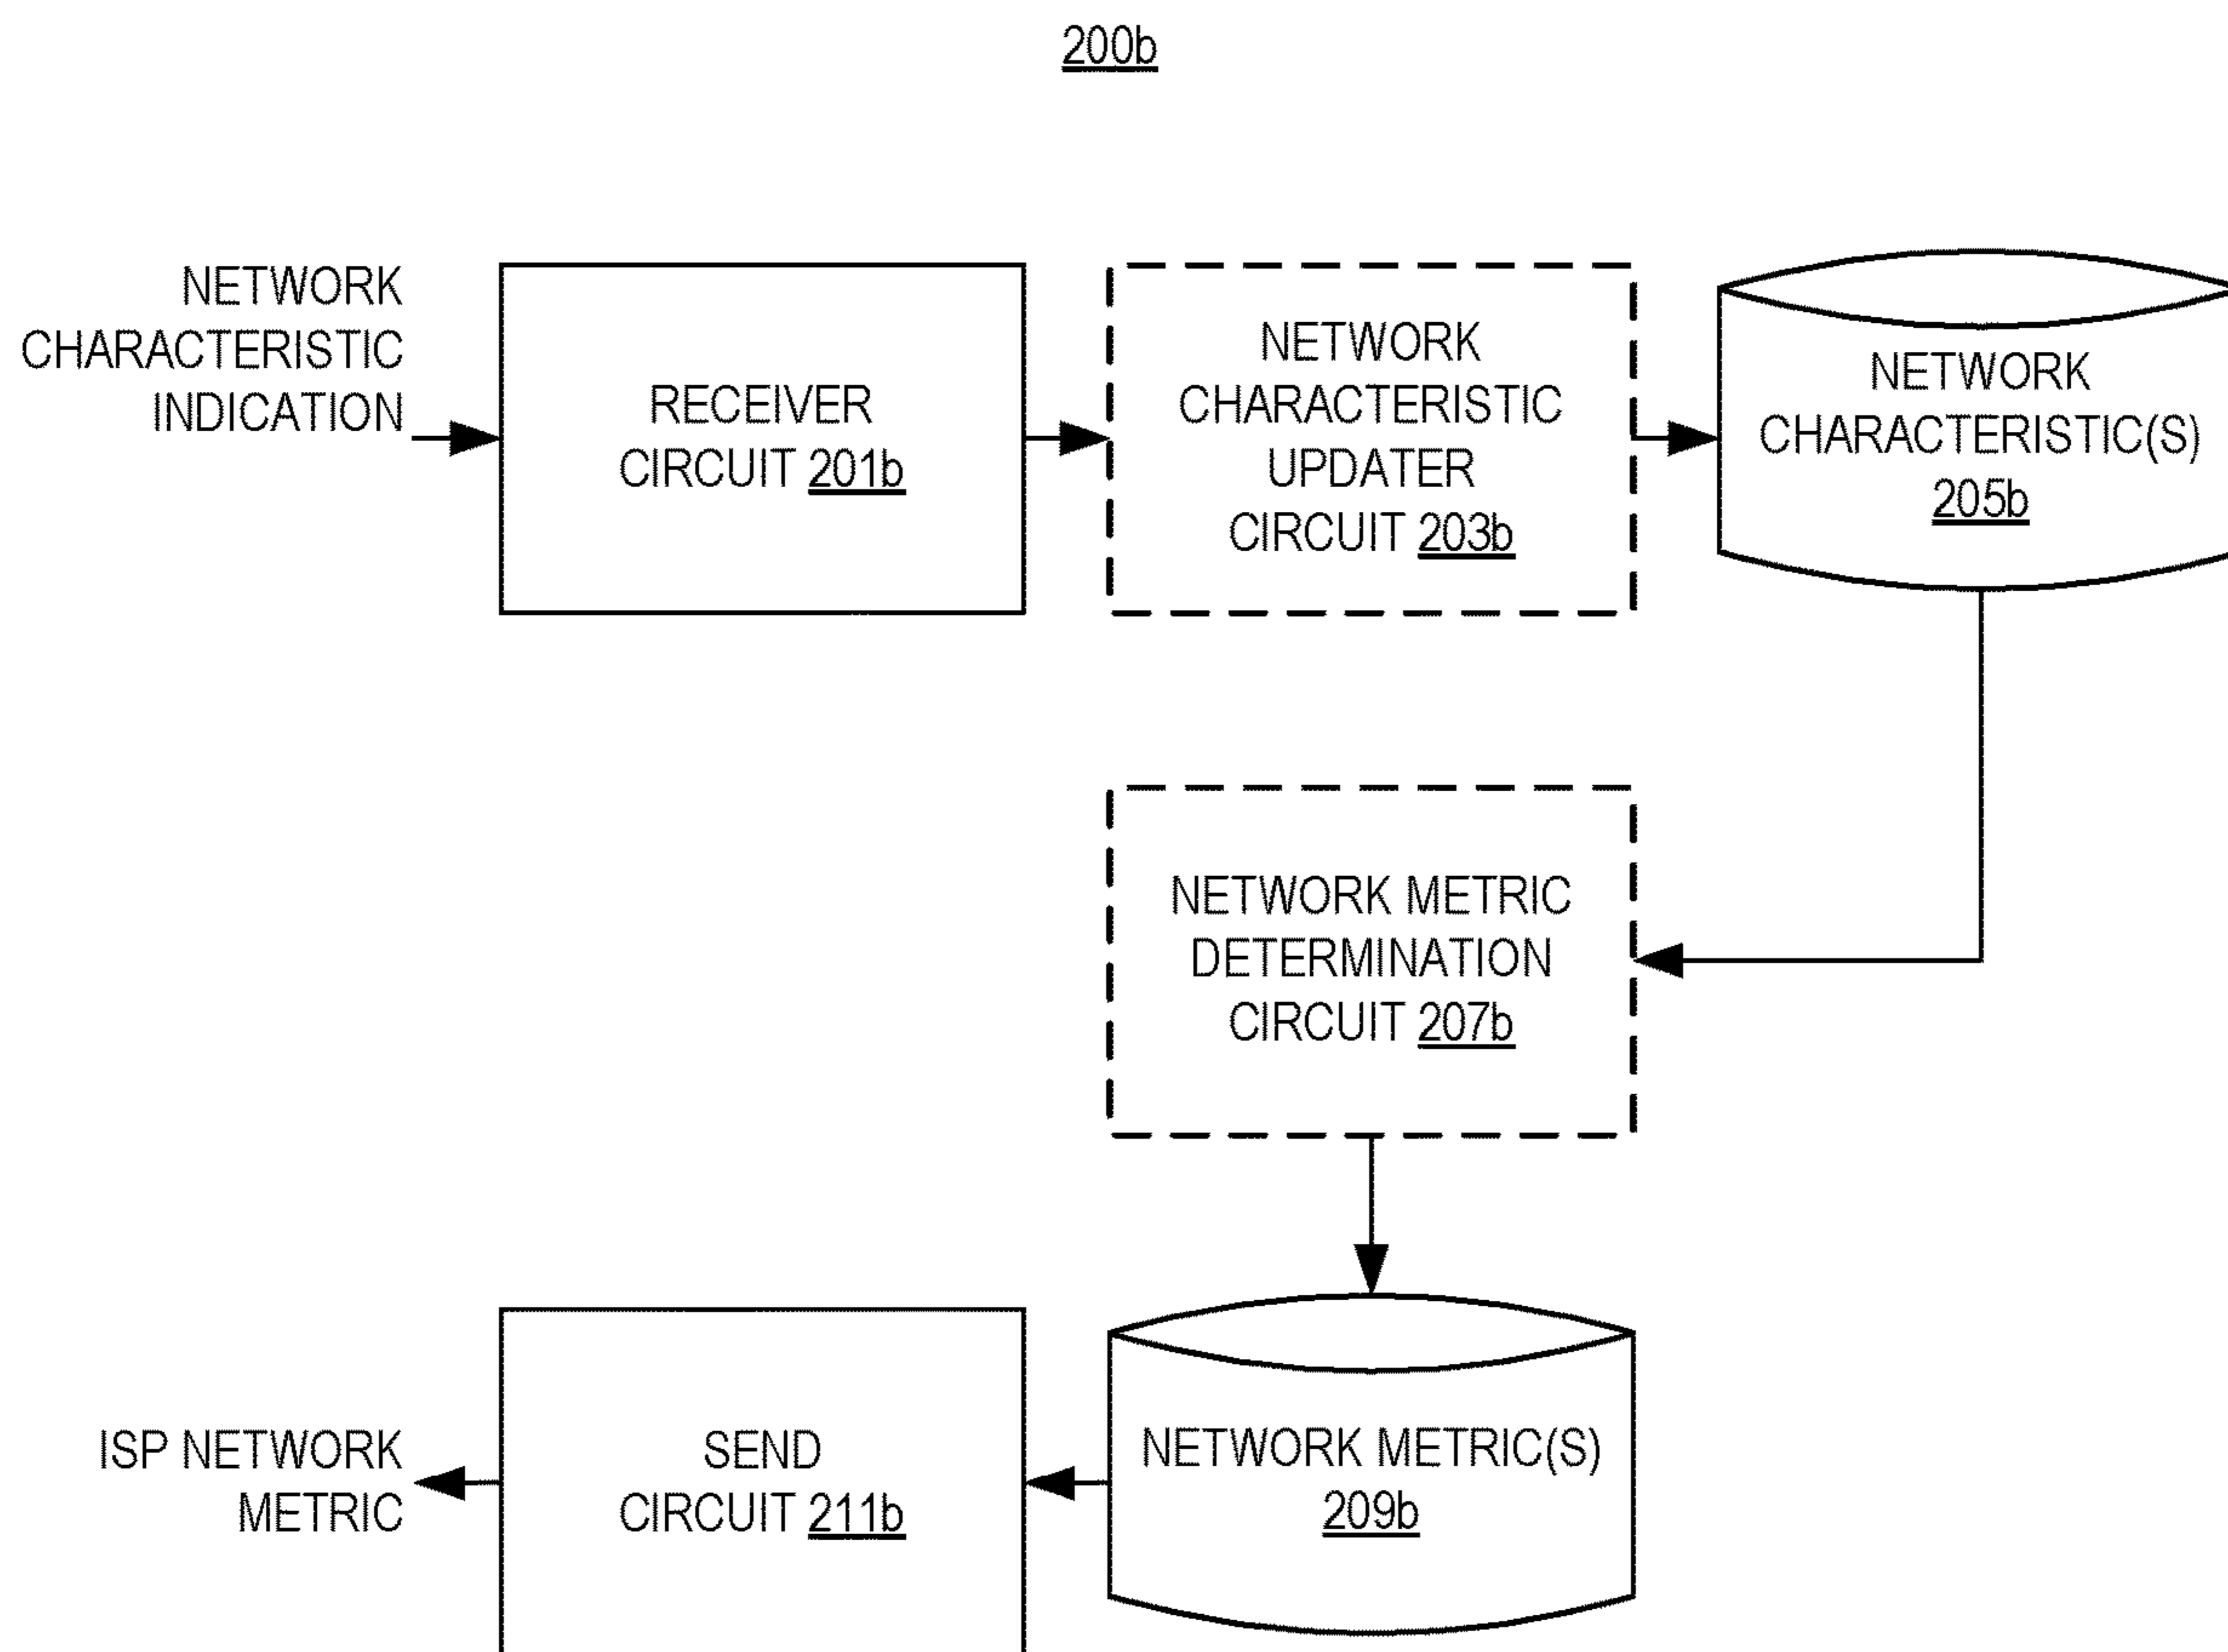 200b
NETWORK
CHARACTERISTIC
INDICATION
RECEIVER
CIRCUIT 201b
NETWORK
CHARACTERISTIC
UPDATER
CIRCUIT 203b
NETWORK
CHARACTERISTIC(S)
205b
NETWORK METRIC
DETERMINATION
CIRCUIT 207b
ISP NETWORK
METRIC
SEND
CIRCUIT 211b
NETWORK METRIC(S)
209b